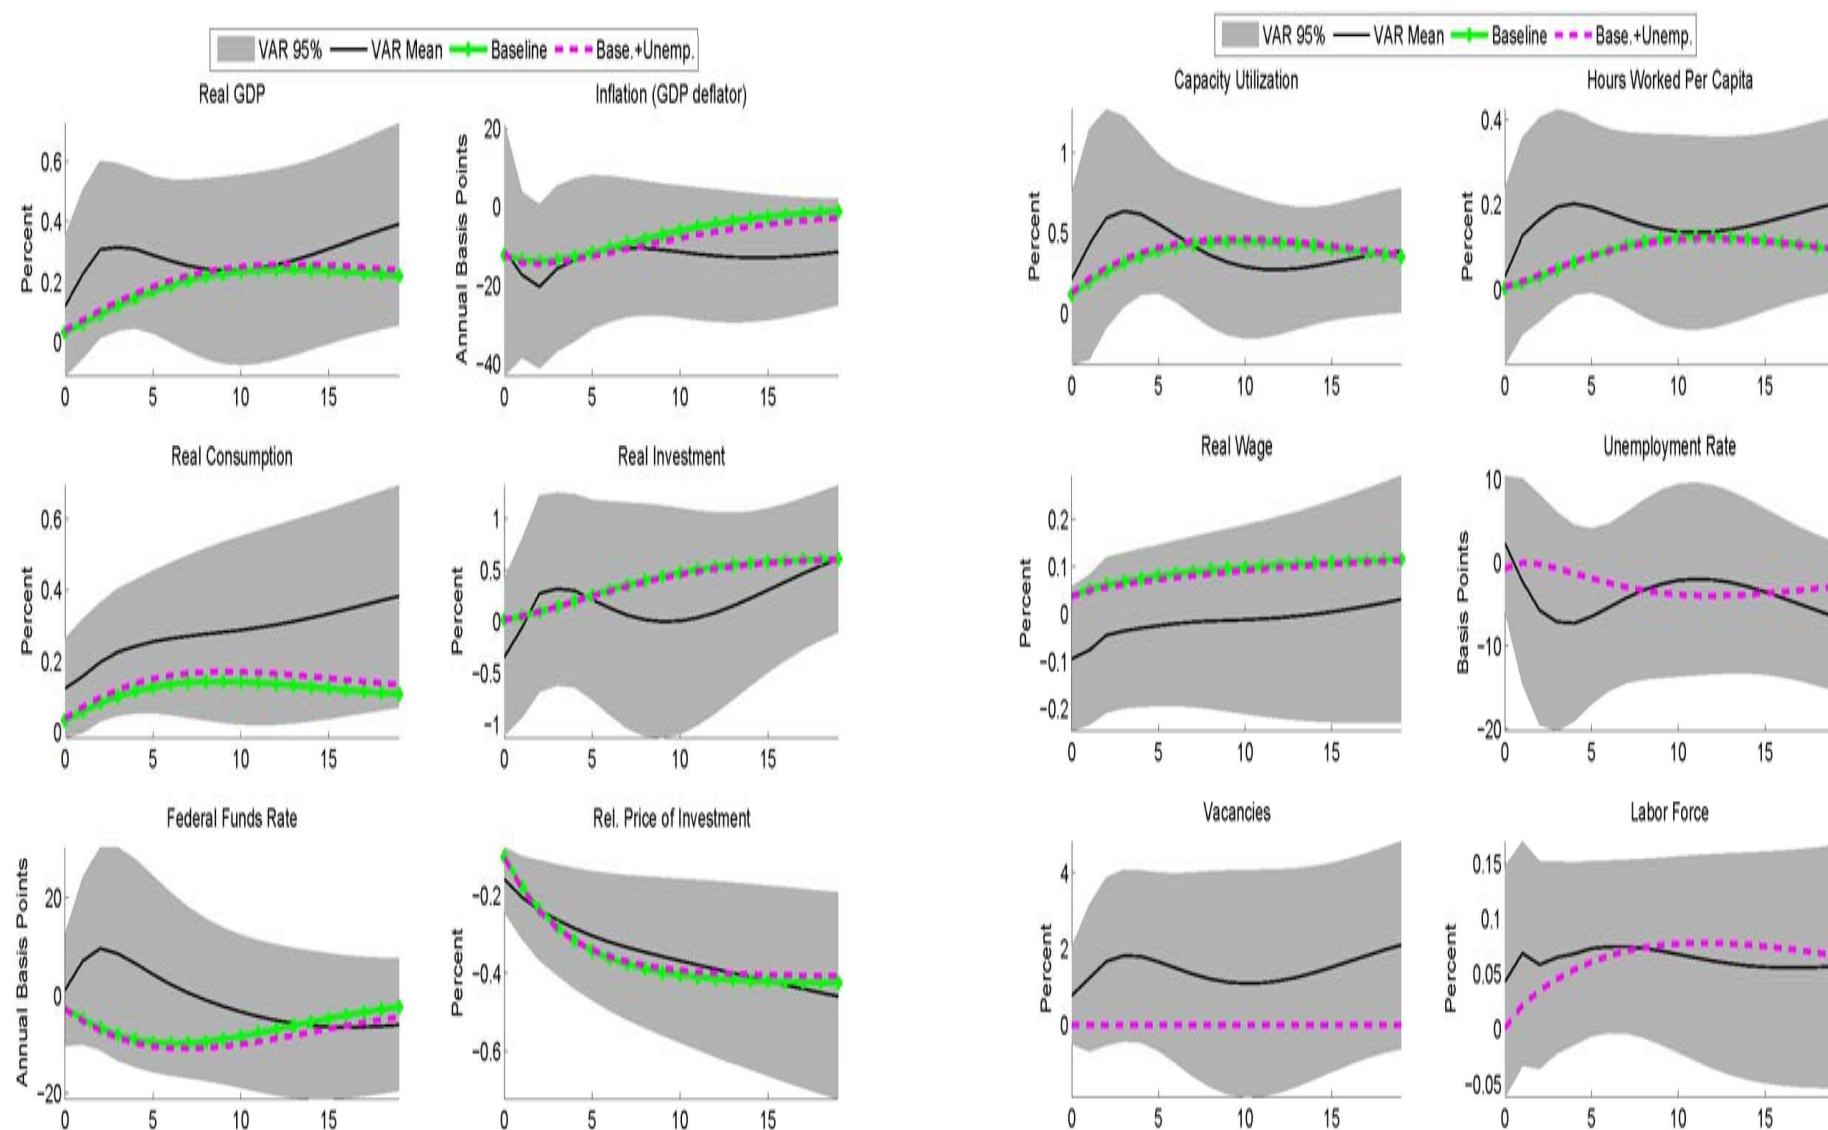 VAR 95% VAR Mean Baseline Base.+Unemp.
VAR 95% VAR Mean Baseline Base.+Unemp.
Real GDP
Percent
0.6
0.4
0.2
0
0 5 10 15
Inflation (GDP deflator)
Annual Basis Points
20
0
−20
−40
0 5 10 15
Capacity Utilization
Percent
1
0.5
0
0 5 10 15
Hours Worked Per Capita
Percent
0.4
0.2
0
0 5 10 15
Real Consumption
Percent
0.6
0.4
0.2
0
0 5 10 15
Real Investment
Percent
1
0.5
0
−0.5
−1
0 5 10 15
Real Wage
Percent
0.2
0.1
0
−0.1
−0.2
0 5 10 15
Unemployment Rate
Basis Points
10
0
−10
−20
0 5 10 15
Federal Funds Rate
Annual Basis Points
20
0
−20
0 5 10 15
Rel. Price of Investment
Percent
−0.2
−0.4
−0.6
0 5 10 15
Vacancies
Percent
4
2
0
0 5 10 15
Labor Force
Percent
0.15
0.1
0.05
0
−0.05
0 5 10 15